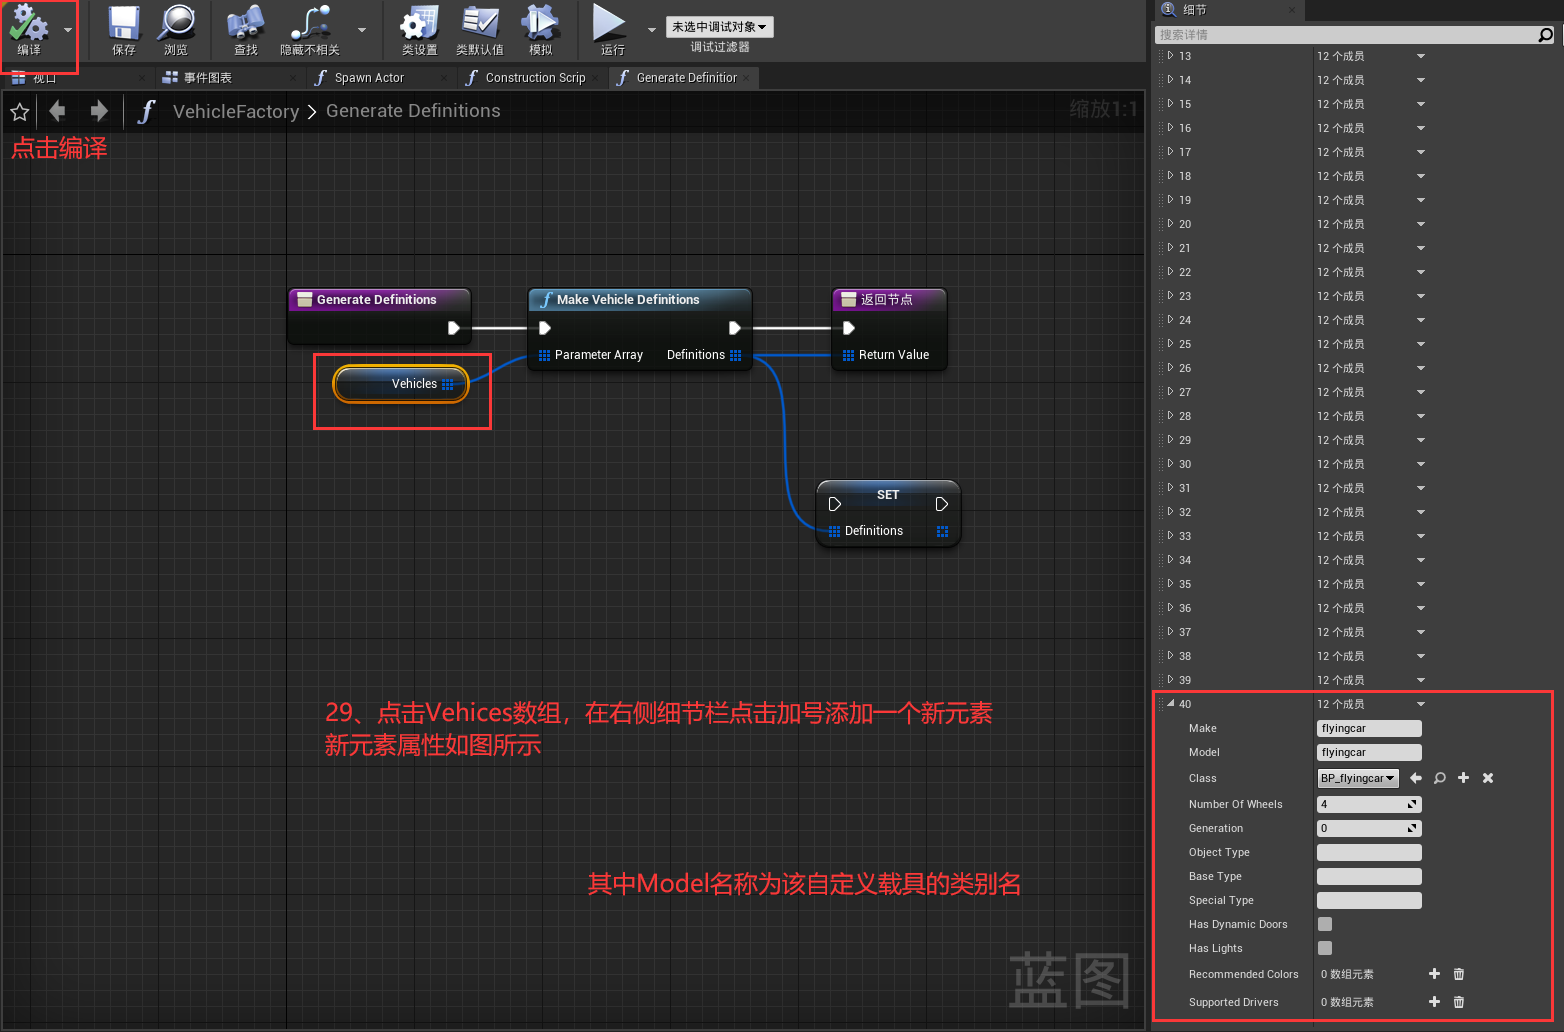 编译
保存
浏览
查找
隐藏不相关
类设置
类默认值
模拟
运行
未选中调试对象
调试过滤器
视口
事件图表
Spawn Actor
Construction Scrip
Generate Definitior
VehicleFactory
Generate Definitions
缩放1:1
点击编译
Generate Definitions
Make Vehicle Definitions
Parameter Array
Definitions
返回节点
Return Value
Vehicles
SET
Definitions
29、点击Vehices数组，在右侧细节栏点击加号添加一个新元素
新元素属性如图所示
其中Model名称为该自定义载具的类别名
蓝图
细节
搜索详情
13 12 个成员
14 12 个成员
15 12 个成员
16 12 个成员
17 12 个成员
18 12 个成员
19 12 个成员
20 12 个成员
21 12 个成员
22 12 个成员
23 12 个成员
24 12 个成员
25 12 个成员
26 12 个成员
27 12 个成员
28 12 个成员
29 12 个成员
30 12 个成员
31 12 个成员
32 12 个成员
33 12 个成员
34 12 个成员
35 12 个成员
36 12 个成员
37 12 个成员
38 12 个成员
39 12 个成员
40 12 个成员
Make flyingcar
Model flyingcar
Class BP_flyingcar
Number Of Wheels 4
Generation 0
Object Type
Base Type
Special Type
Has Dynamic Doors
Has Lights
Recommended Colors 0 数组元素
Supported Drivers 0 数组元素